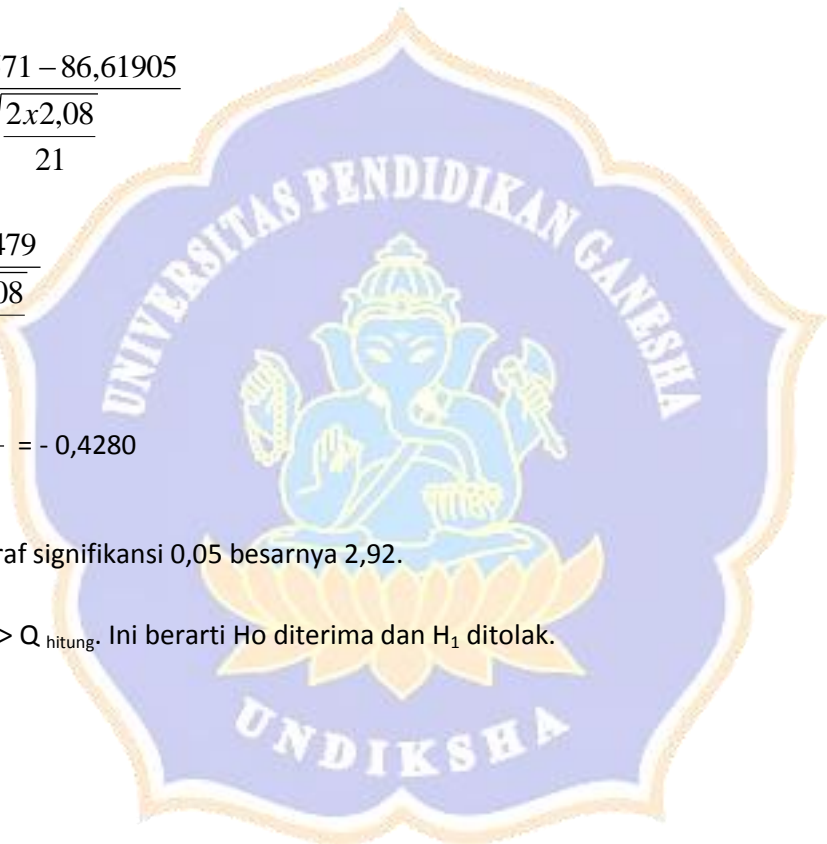 71 – 86,61905
2x2,08
21
479
08
= - 0,4280
raf signifikansi 0,05 besarnya 2,92.
> Q hitung. Ini berarti Ho diterima dan H1 ditolak.
UNIVERSITAS PENDIDIKAN GANESHA
UNDIKSHA